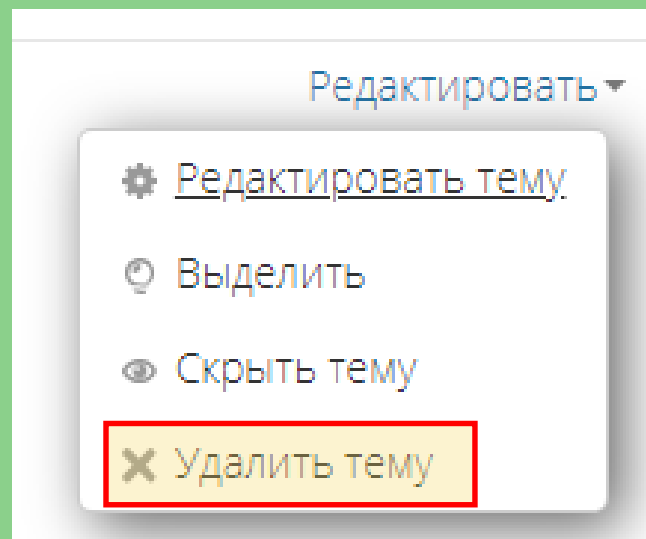 Редактировать
Редактировать тему
Выделить
Скрыть тему
Удалить тему